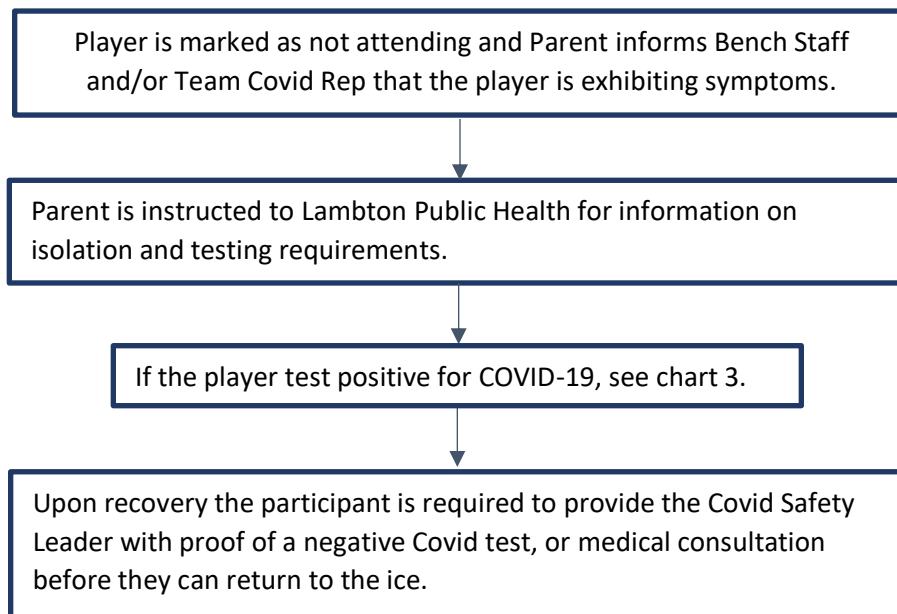 Player is marked as not attending and Parent informs Bench Staff
and/or Team Covid Rep that the player is exhibiting symptoms.
Parent is instructed to Lambton Public Health for information on
isolation and testing requirements.
If the player test positive for COVID-19, see chart 3.
Upon recovery the participant is required to provide the Covid Safety
Leader with proof of a negative Covid test, or medical consultation
before they can return to the ice.